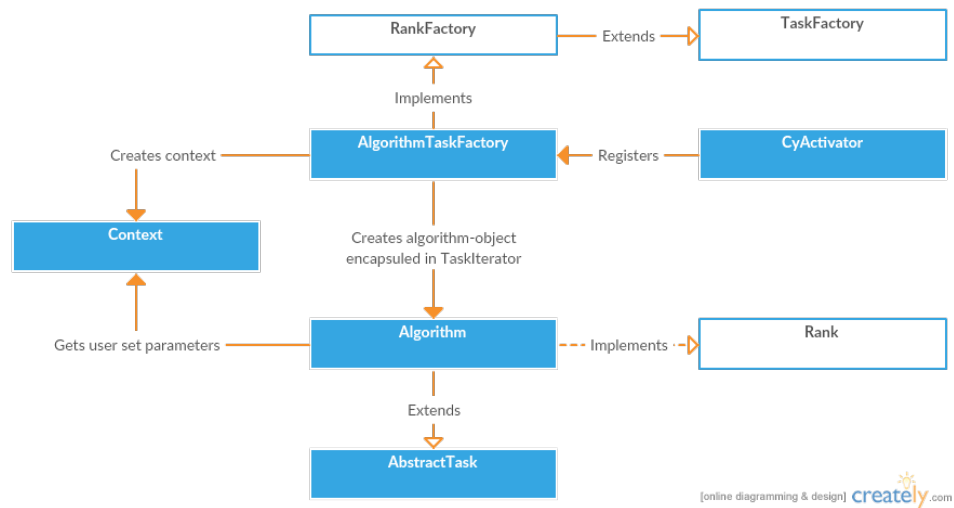 RankFactory
Extends
TaskFactory
Implements
AlgorithmTaskFactory
Creates context
Registers
CyActivator
Context
Creates algorithm-object
encapsuled in TaskIterator
Gets user set parameters
Algorithm
Implements
Rank
Extends
AbstractTask
[online diagramming & design] creately.com